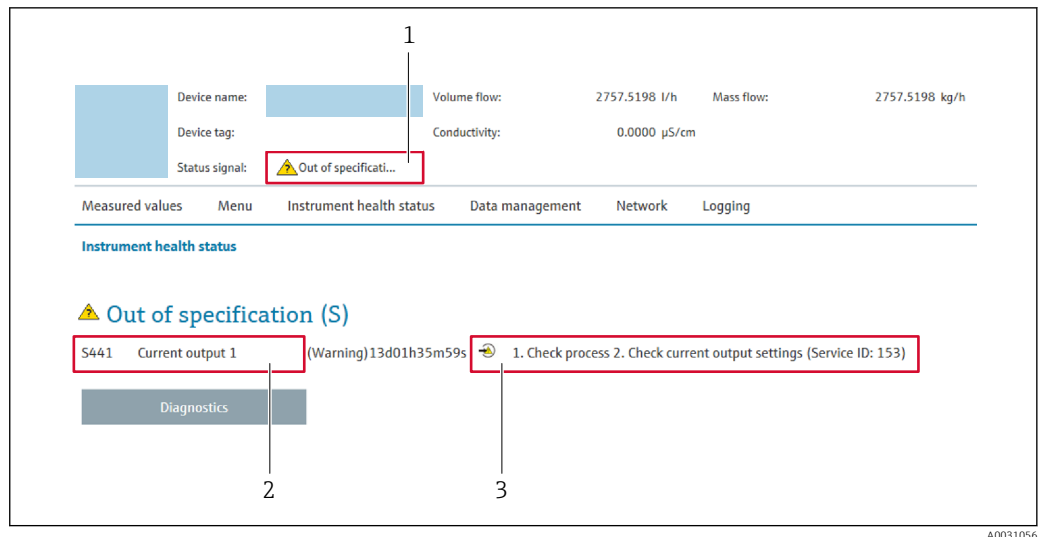 1
Device name: Volume flow: 2757.5198 l/h Mass flow: 2757.5198 kg/h
Device tag: Conductivity: 0.0000 µS/cm
Status signal: Out of specificati...
Measured values Menu Instrument health status Data management Network Logging
Instrument health status
Out of specification (S)
S441 Current output 1 (Warning)13d01h35m59s 1. Check process 2. Check current output settings (Service ID: 153)
Diagnostics
2 3
A0031056